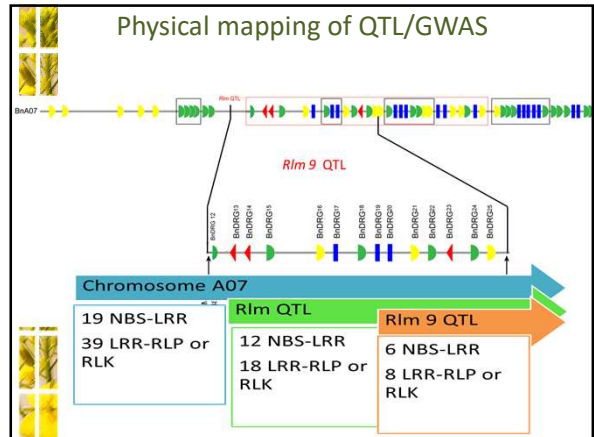 Physical mapping of QTL/GWAS
Rlm QTL
BnA07
Rlm 9 QTL
BnDRG 12
BnDRG13
BnDRG14
BnDRG15
BnDRG16
BnDRG17
BnDRG18
BnDRG19
BnDRG20
BnDRG21
BnDRG22
BnDRG23
BnDRG24
BnDRG25
Chromosome A07
19 NBS-LRR
39 LRR-RLP or
RLK
Rlm QTL
12 NBS-LRR
18 LRR-RLP or
RLK
Rlm 9 QTL
6 NBS-LRR
8 LRR-RLP or
RLK